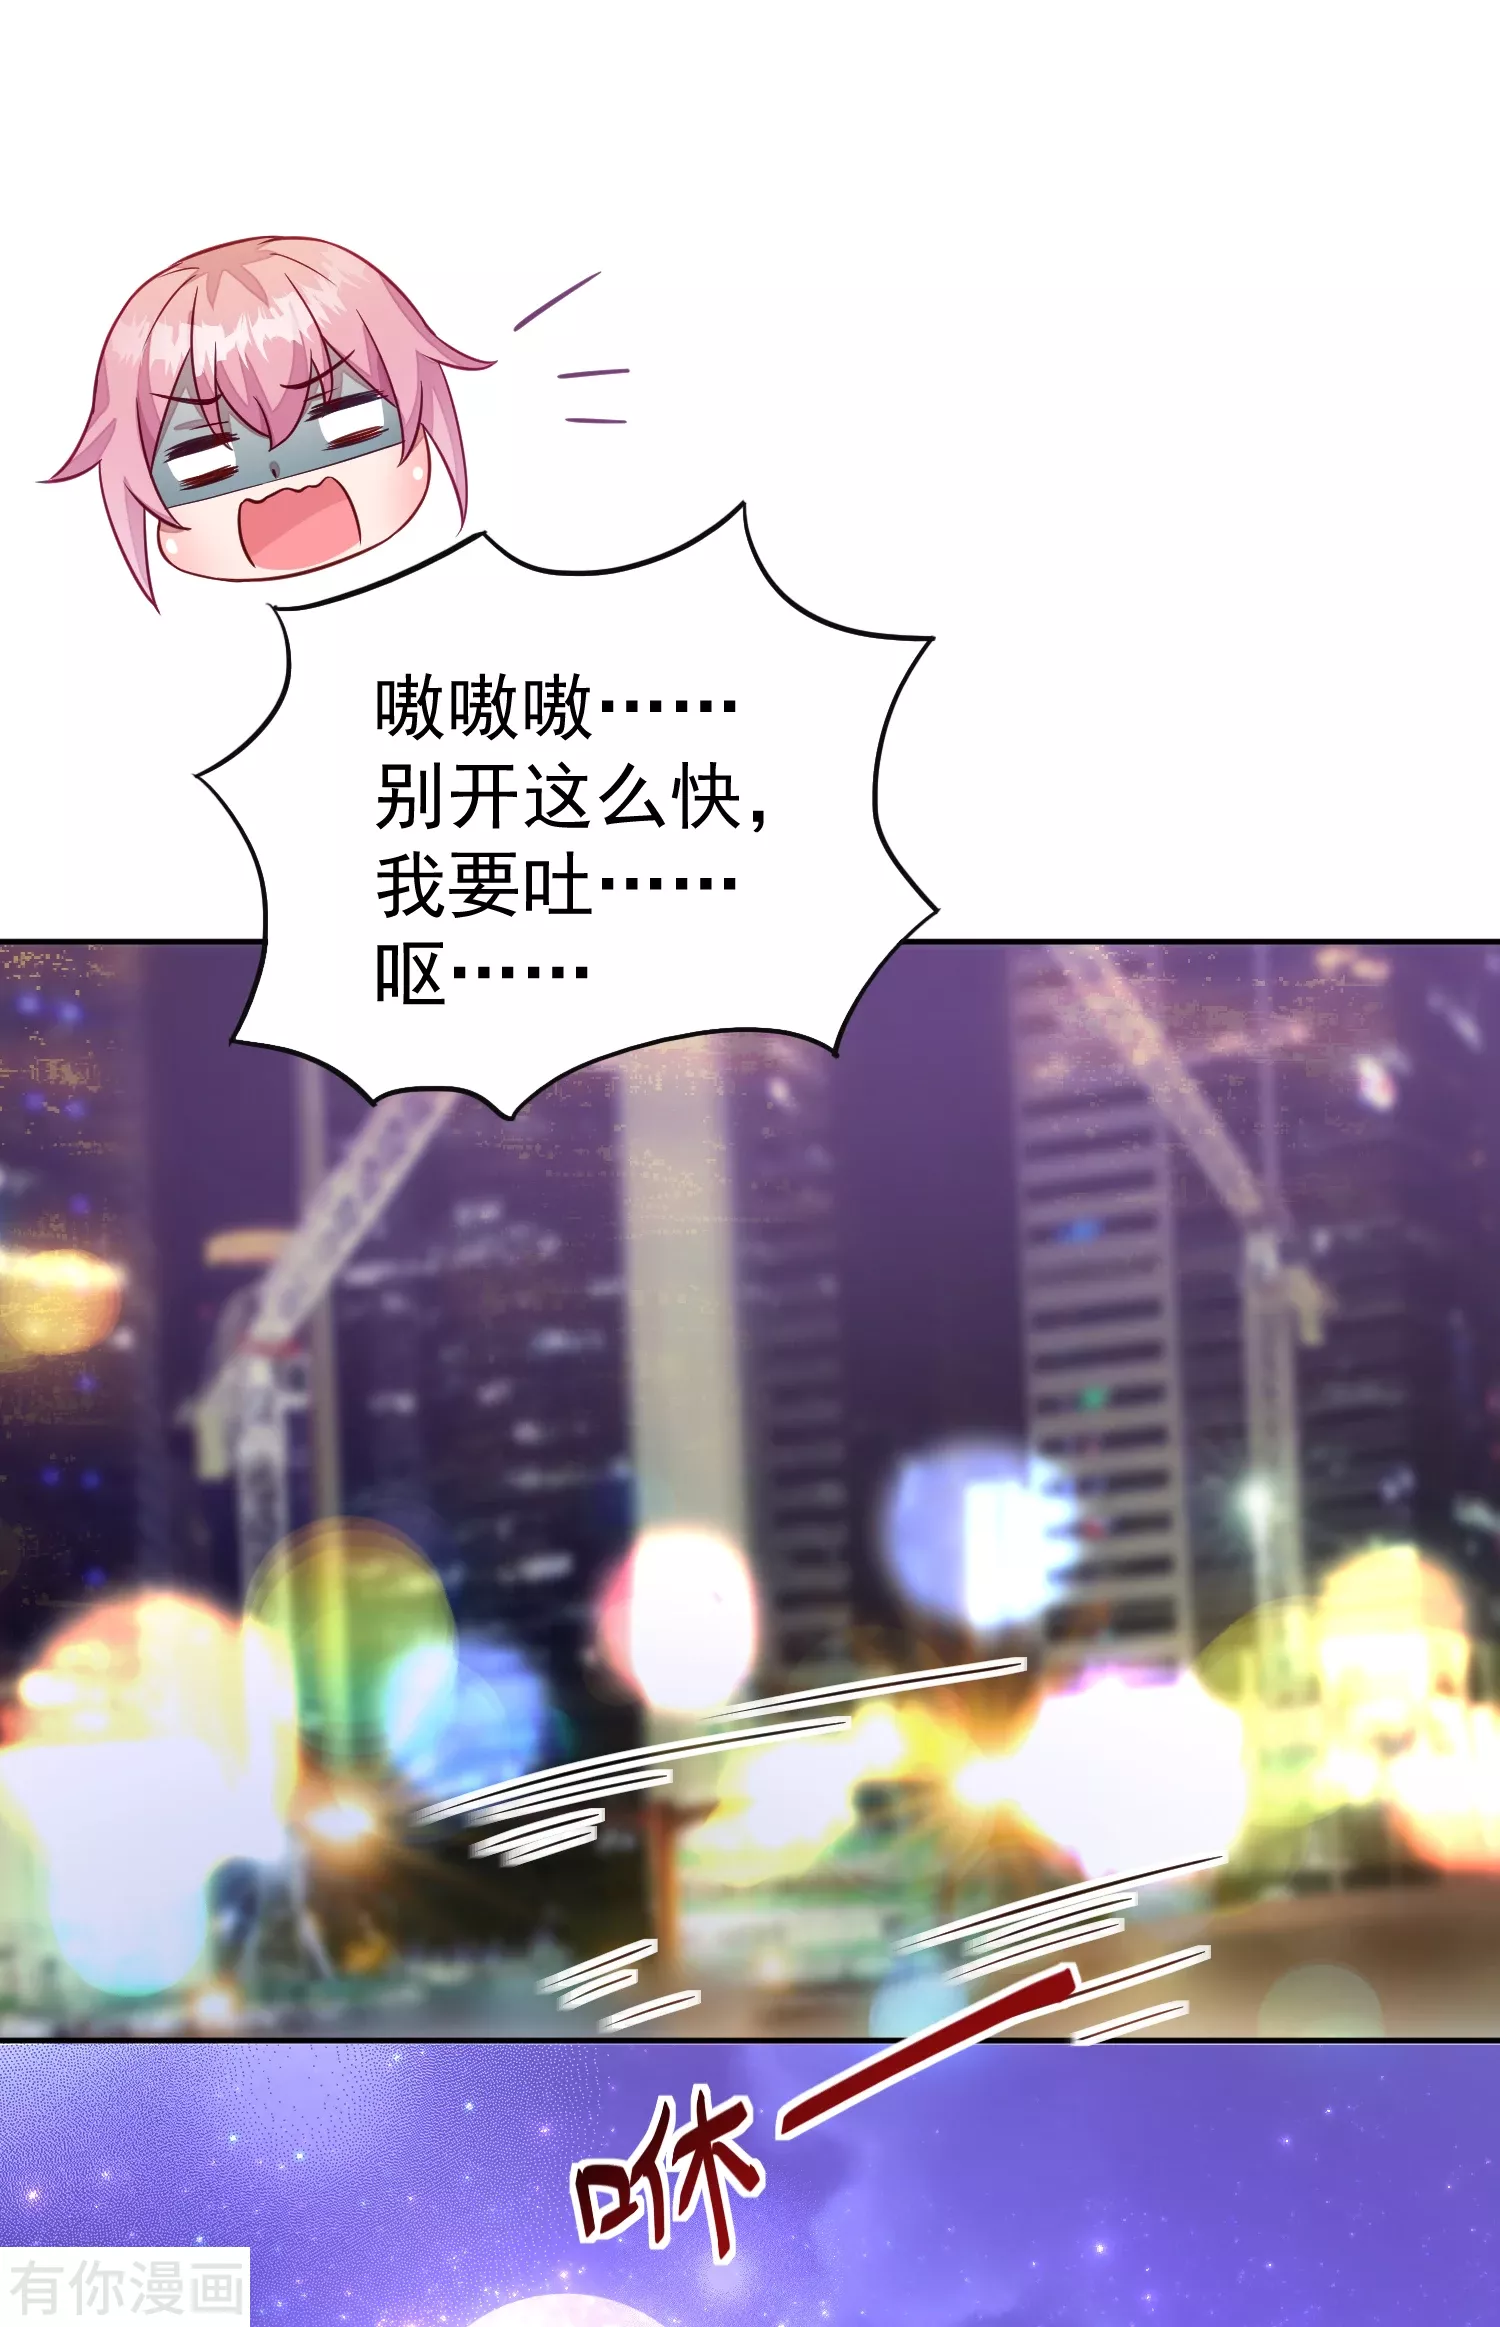 嗷嗷嗷……
别开这么快，
我要吐……
呕……
咻—
有你漫画